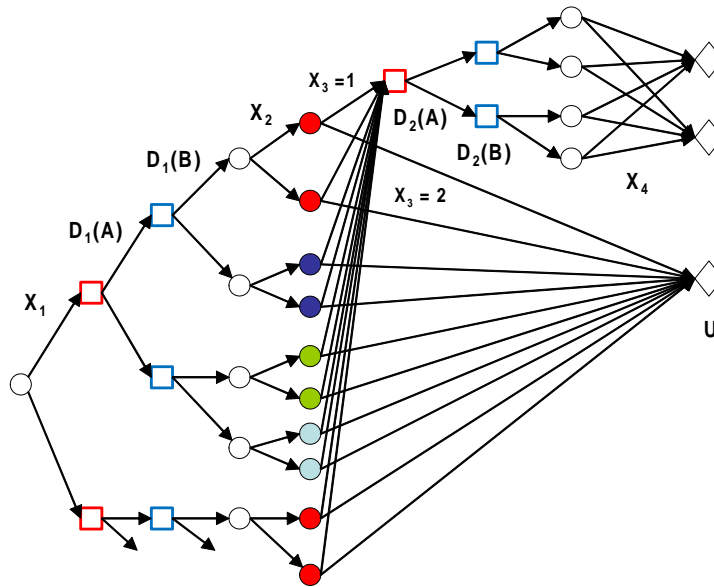 X₃ =1
X₂
D₂(A)
D₂(B)
D₁(B)
X₄
X₃ = 2
D₁(A)
X₁
U